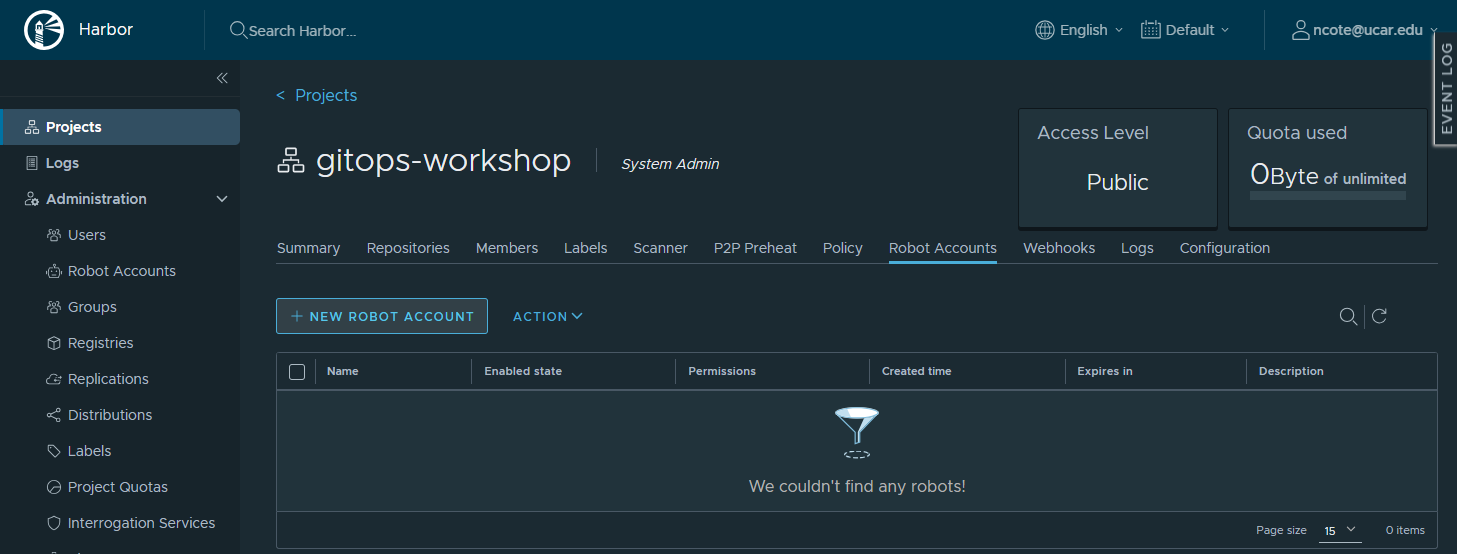 Harbor
Search Harbor...
English
Default
ncote@ucar.edu
EVENT LOG
Projects
Logs
Administration
Users
Robot Accounts
Groups
Registries
Replications
Distributions
Labels
Project Quotas
Interrogation Services
< Projects
gitops-workshop
System Admin
Access Level
Public
Quota used
0Byte of unlimited
Summary Repositories Members Labels Scanner P2P Preheat Policy Robot Accounts Webhooks Logs Configuration
+ NEW ROBOT ACCOUNT
ACTION
Name Enabled state Permissions Created time Expires in Description
We couldn't find any robots!
Page size 15 0 items